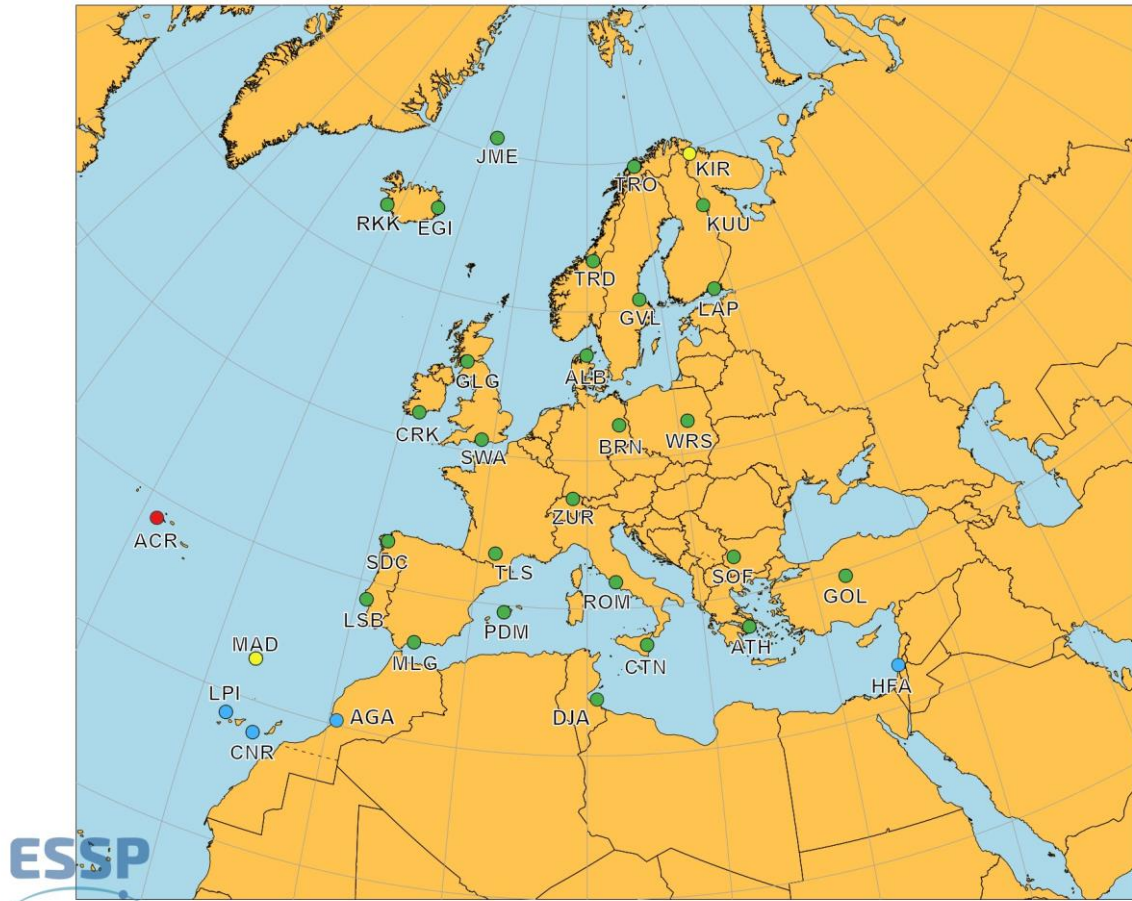 JME
KIR
TRO
RKK
EGI
KUU
TRD
GVL
LAP
GLG
ALB
CRK
SWA
BRN
WRS
ZUR
ACR
SDC
TLS
SOF
ROM
GOL
LSB
PDM
MAD
MLG
CTN
ATH
HFA
LPI
AGA
DJA
CNR
ESSP